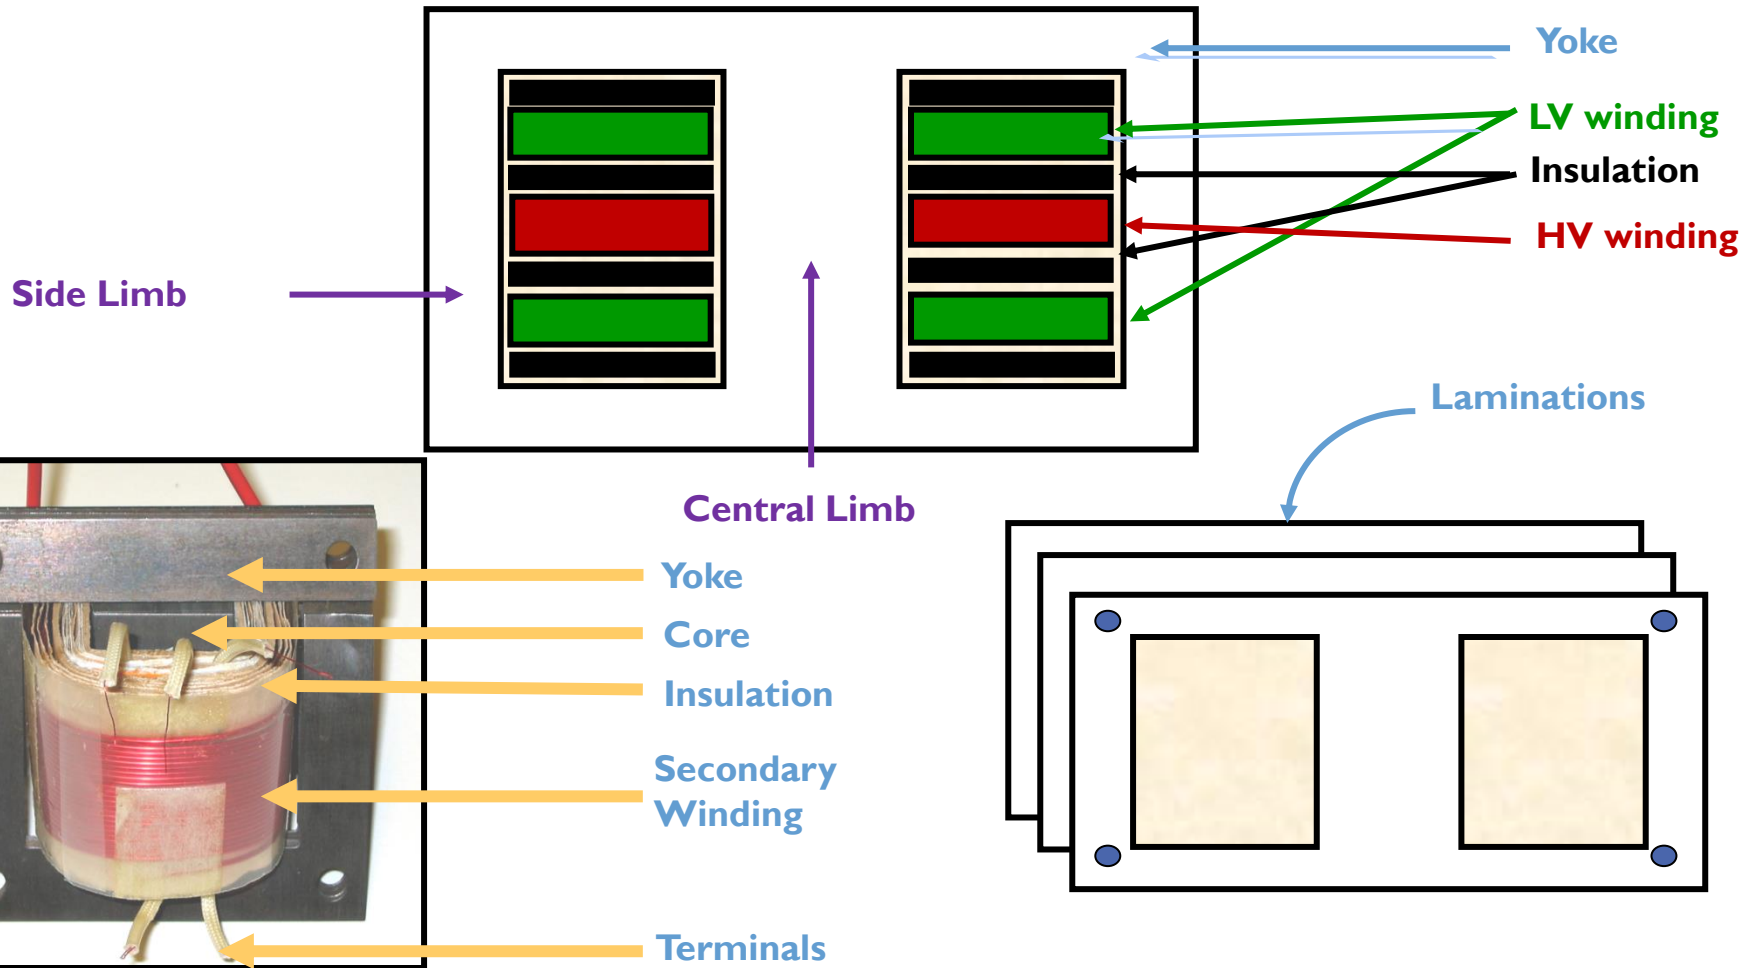 Yoke
LV winding
Insulation
HV winding
Side Limb
Laminations
Central Limb
Yoke
Core
Insulation
Secondary
Winding
Terminals